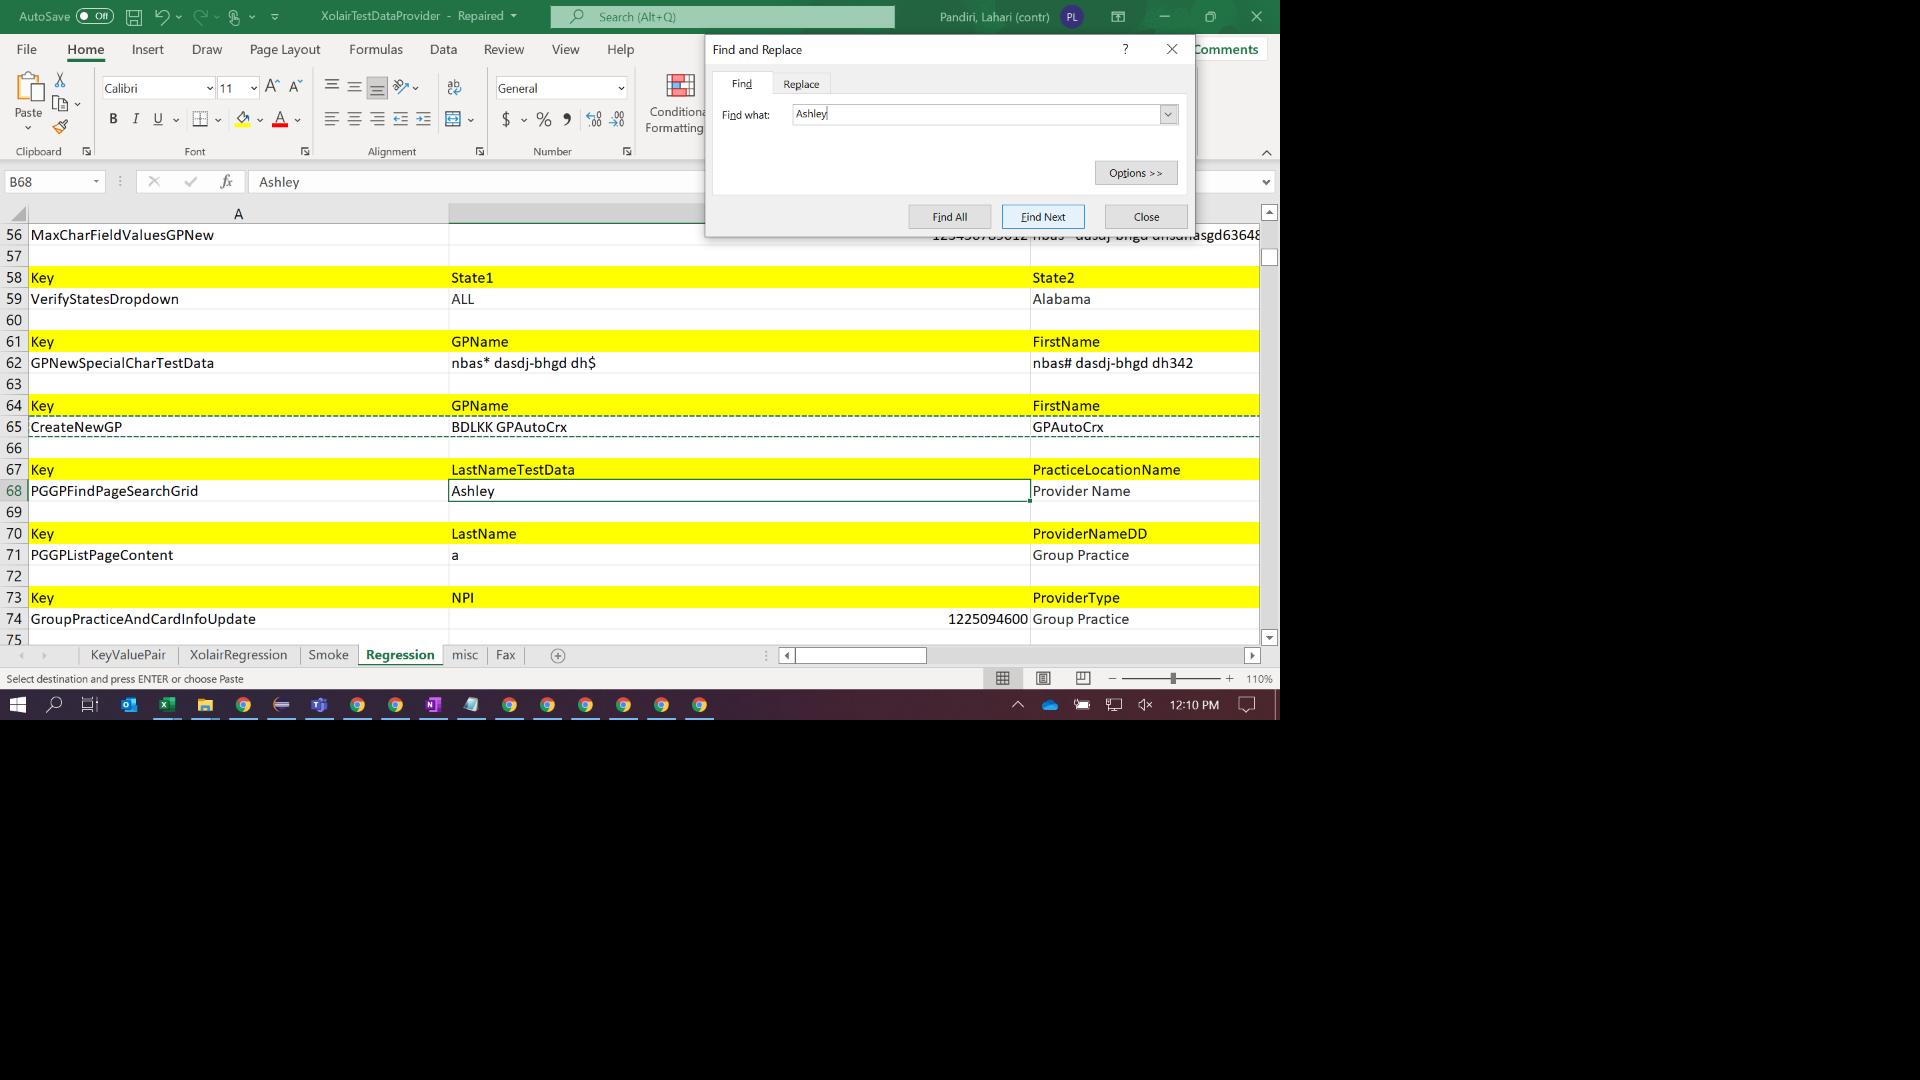 AutoSave Off XolairTestDataProvider - Repaired Search (Alt+Q) Pandiri, Lahari (contr) PL
File Home Insert Draw Page Layout Formulas Data Review View Help Comments
Find and Replace ?
Find Replace
Find what: Ashley
Options >>
Find All Find Next Close
Paste Calibri 11 General
B I U $ % Conditiona
Formatting
Clipboard Font Alignment Number
B68 fx Ashley
A
56 MaxCharFieldValuesGPNew
57
58 Key State1 State2
59 VerifyStatesDropdown ALL Alabama
60
61 Key GPName FirstName
62 GPNewSpecialCharTestData nbas* dasdj-bhgd dh$ nbas# dasdj-bhgd dh342
63
64 Key GPName FirstName
65 CreateNewGP BDLKK GPAutoCrx GPAutoCrx
66
67 Key LastNameTestData PracticeLocationName
68 PGGPFindPageSearchGrid Ashley Provider Name
69
70 Key LastName ProviderNameDD
71 PGGPListPageContent a Group Practice
72
73 Key NPI ProviderType
74 GroupPracticeAndCardInfoUpdate 1225094600 Group Practice
75
KeyValuePair XolairRegression Smoke Regression misc Fax
Select destination and press ENTER or choose Paste 110%
12:10 PM